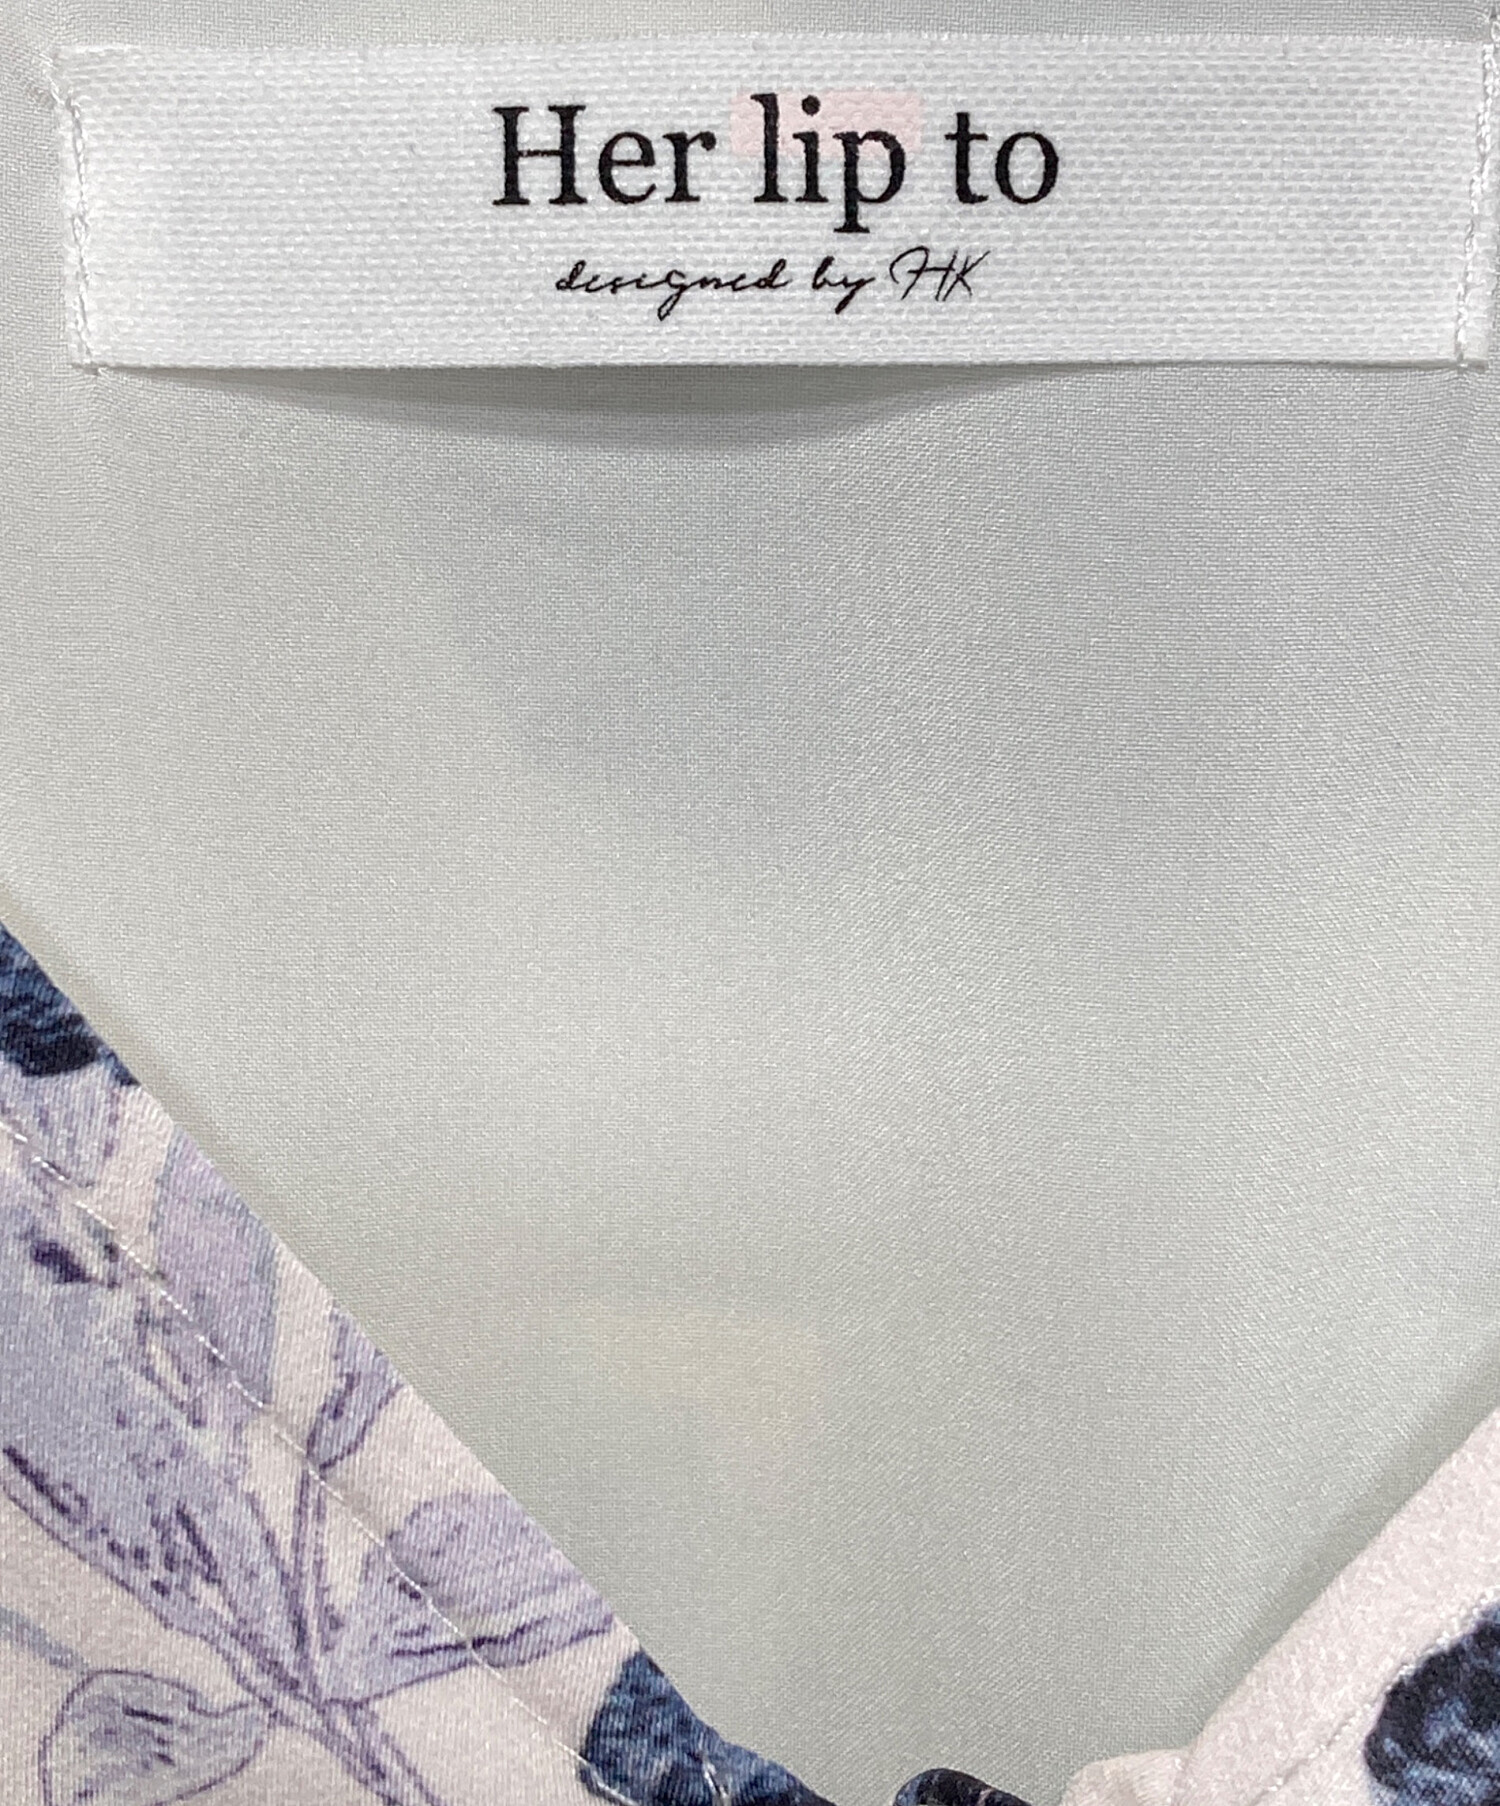 Her lip to
designed by HK